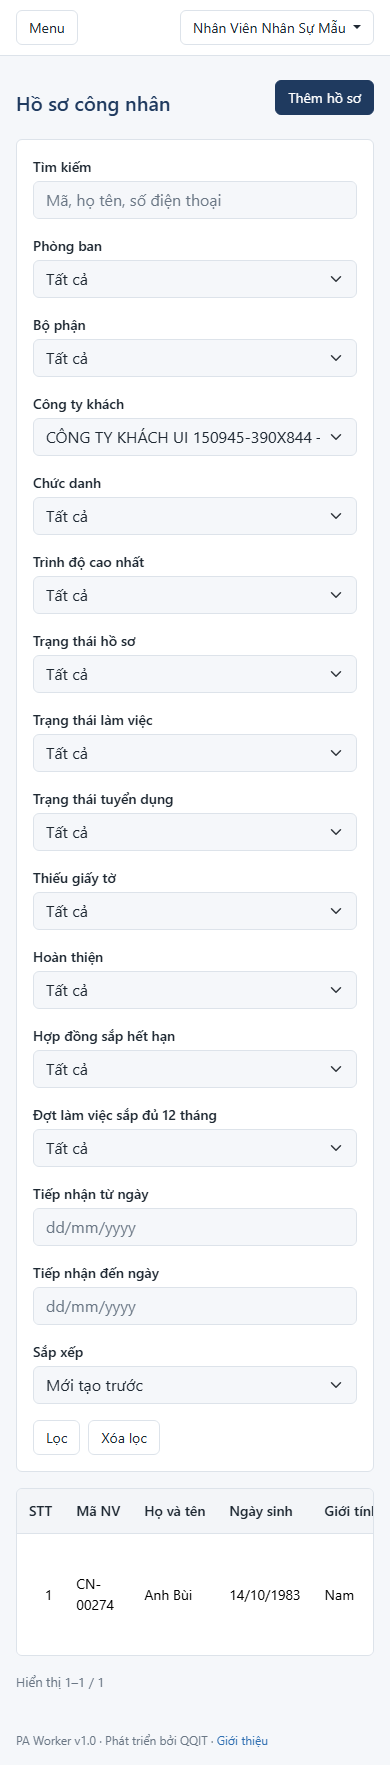 Menu
Nhân Viên Nhân Sự Mẫu
Hồ sơ công nhân
Thêm hồ sơ
Tìm kiếm
Mã, họ tên, số điện thoại
Phòng ban
Tất cả
Bộ phận
Tất cả
Công ty khách
CÔNG TY KHÁCH UI 150945-390X844 -
Chức danh
Tất cả
Trình độ cao nhất
Tất cả
Trạng thái hồ sơ
Tất cả
Trạng thái làm việc
Tất cả
Trạng thái tuyển dụng
Tất cả
Thiếu giấy tờ
Tất cả
Hoàn thiện
Tất cả
Hợp đồng sắp hết hạn
Tất cả
Đợt làm việc sắp đủ 12 tháng
Tất cả
Tiếp nhận từ ngày
dd/mm/yyyy
Tiếp nhận đến ngày
dd/mm/yyyy
Sắp xếp
Mới tạo trước
Lọc Xóa lọc
STT Mã NV Họ và tên Ngày sinh Giới tính
1 CN-00274 Anh Bùi 14/10/1983 Nam
Hiển thị 1–1 / 1
PA Worker v1.0 · Phát triển bởi QQIT · Giới thiệu